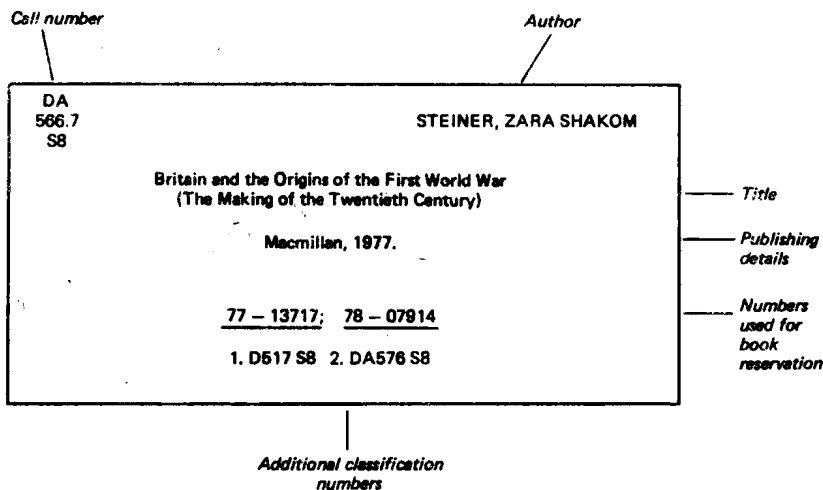 Call number
Author
DA
566.7
S8
STEINER, ZARA SHAKOM
Britain and the Origins of the First World War
(The Making of the Twentieth Century)
Title
Macmillan, 1977.
Publishing
details
77 – 13717; 78 – 07914
Numbers
used for
book
reservation
1. D517 S8 2. DA576 S8
Additional classification
numbers